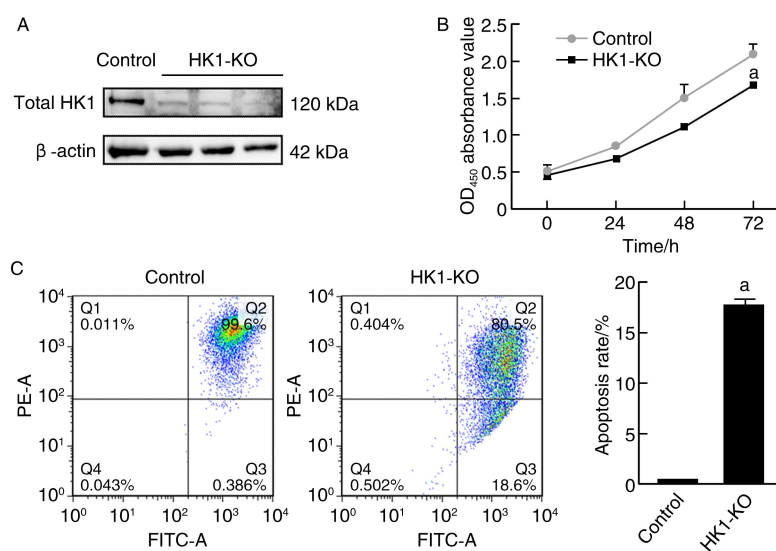 A
Control HK1-KO
Total HK1 120 kDa
β-actin 42 kDa
B
OD450 absorbance value
2.5
2.0
1.5
1.0
0.5
0
Control
HK1-KO
a
0 24 48 72
Time/h
C
Control
PE-A
10⁴
10³
10²
10¹
10⁰
Q1
0.011%
Q2
99.6%
Q4
0.043%
Q3
0.386%
10⁰ 10¹ 10² 10³ 10⁴
FITC-A
HK1-KO
PE-A
10⁴
10³
10²
10¹
10⁰
Q1
0.404%
Q2
80.5%
Q4
0.502%
Q3
18.6%
10⁰ 10¹ 10² 10³ 10⁴
FITC-A
Apoptosis rate/%
20
15
10
5
0
a
Control
HK1-KO